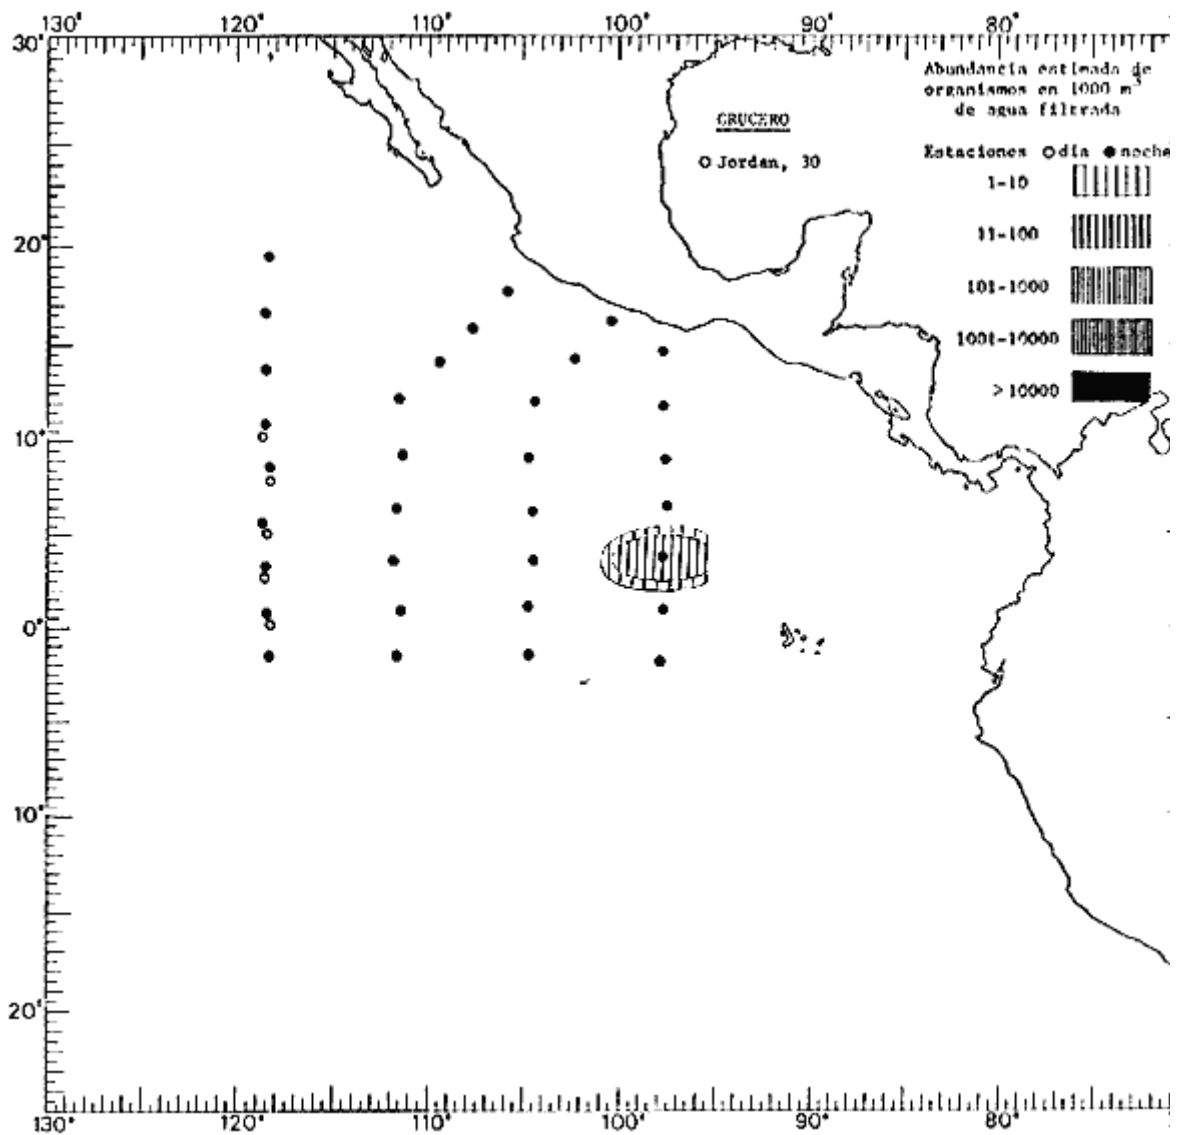 130° 120° 110° 100° 90° 80°
30°
Abundancia estimada de
organismos en 1000 m³
de agua filtrada
CRUCERO
Estaciones o dia ● noche
o Jordan, 30
1-10
11-100
20°
101-1000
1001-10000
>10000
10°
0°
10°
20°
130° 120° 110° 100° 90° 80°